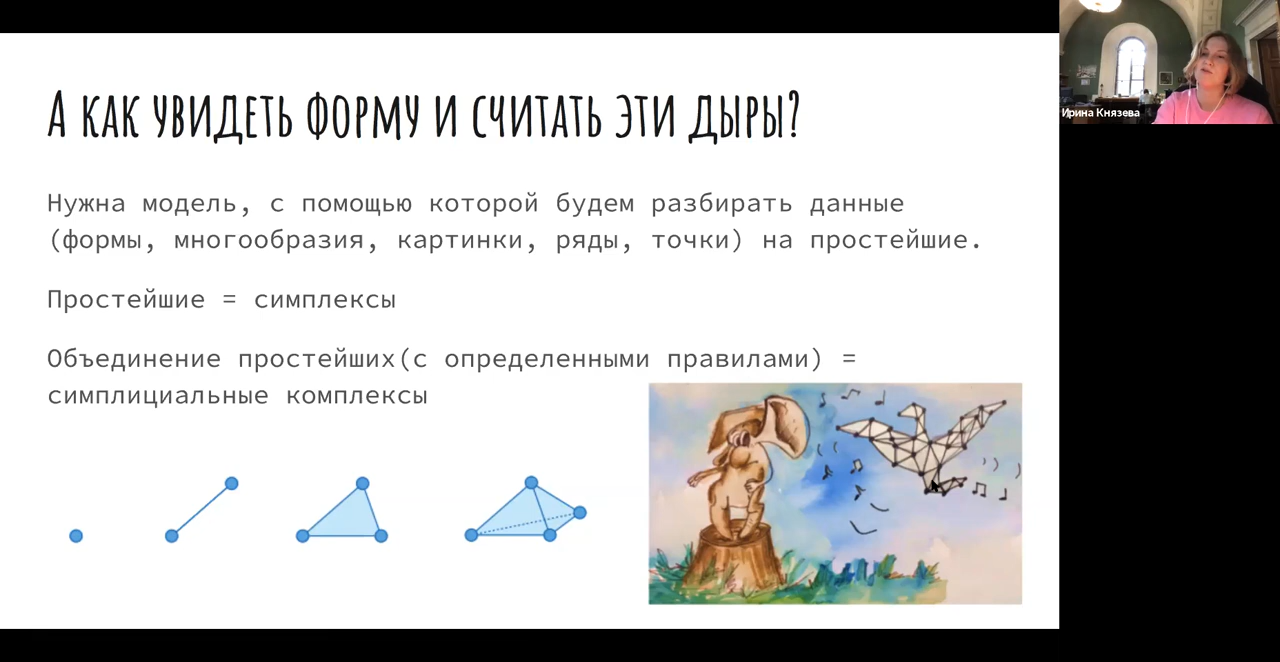 А как увидеть форму и считать эти дыры?
Нужна модель, с помощью которой будем разбирать данные
(формы, многообразия, картинки, ряды, точки) на простейшие.
Простейшие = симплексы
Объединение простейших(с определенными правилами) =
симплициальные комплексы
Ирина Князева